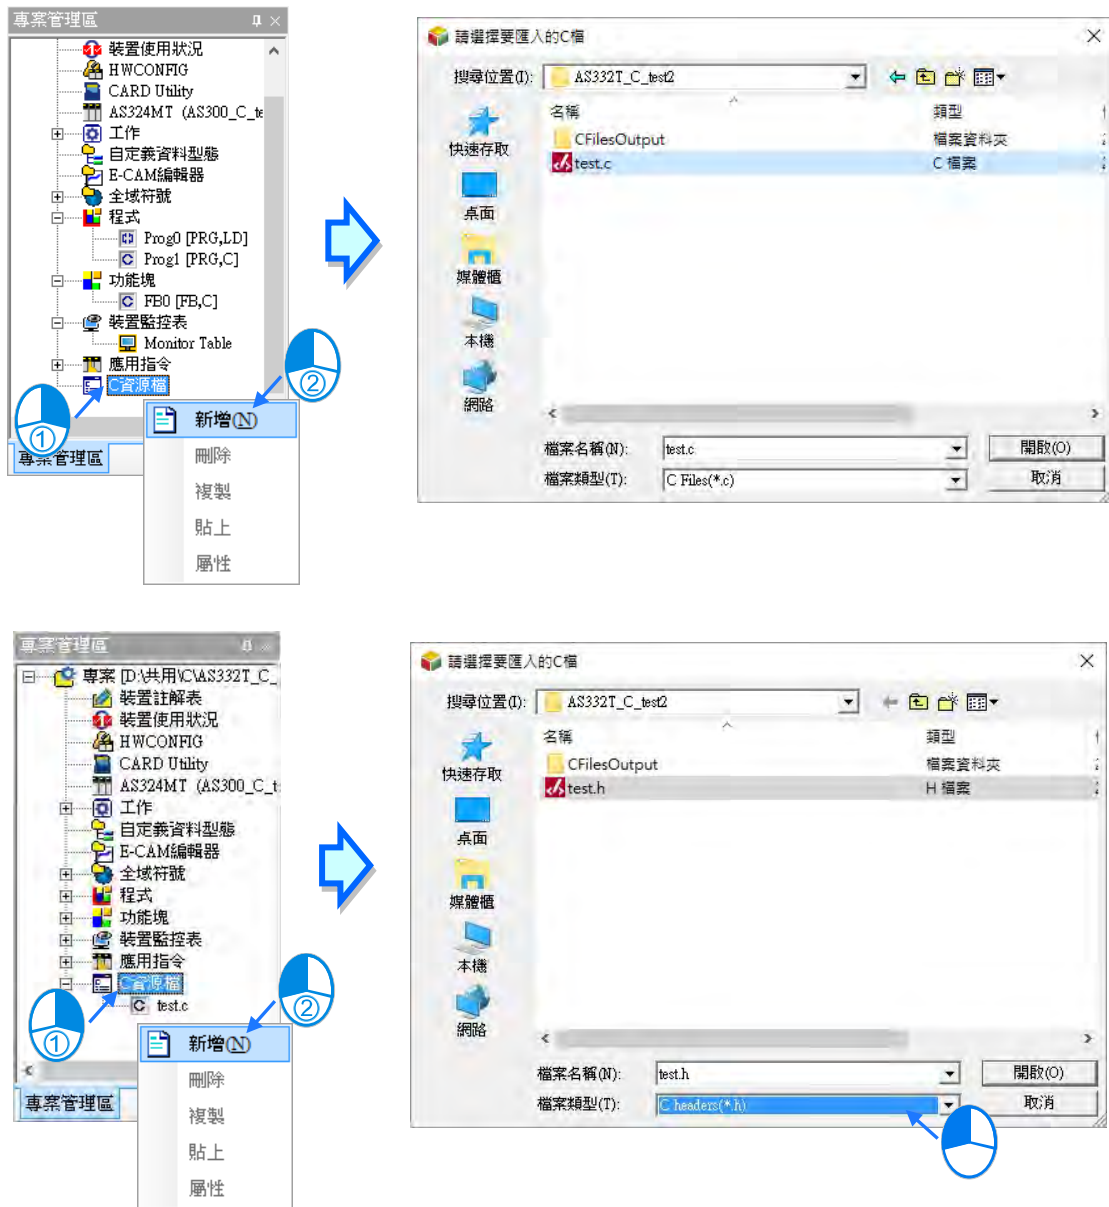 專案管理區
裝置使用狀況
HWCONFIG
CARD Utility
AS324MT (AS300_C_te
工作
自定義資料型態
E-CAM編輯器
全域符號
程式
Prog0 [PRG,LD]
Prog1 [PRG,C]
功能塊
FB0 [FB,C]
裝置監控表
Monitor Table
應用指令
C資源檔
①
②
新增(N)
刪除
複製
貼上
屬性
專案管理區
請選擇要匯入的C檔
搜尋位置(I):
AS332T_C_test2
名稱
類型
CFilesOutput
檔案資料夾
test.c
C 檔案
快速存取
桌面
媒體櫃
本機
網路
檔案名稱(N):
test.c
開啟(O)
檔案類型(T):
C Files(*.c)
取消
專案管理區
專案 [D:\共用\C\AS332T_C_
裝置註解表
裝置使用狀況
HWCONFIG
CARD Utility
AS324MT (AS300_C_t
工作
自定義資料型態
E-CAM編輯器
全域符號
程式
功能塊
裝置監控表
應用指令
C資源檔
test.c
①
②
新增(N)
刪除
複製
貼上
屬性
專案管理區
請選擇要匯入的C檔
搜尋位置(I):
AS332T_C_test2
名稱
類型
CFilesOutput
檔案資料夾
test.h
H 檔案
快速存取
桌面
媒體櫃
本機
網路
檔案名稱(N):
test.h
開啟(O)
檔案類型(T):
C headers(*.h)
取消